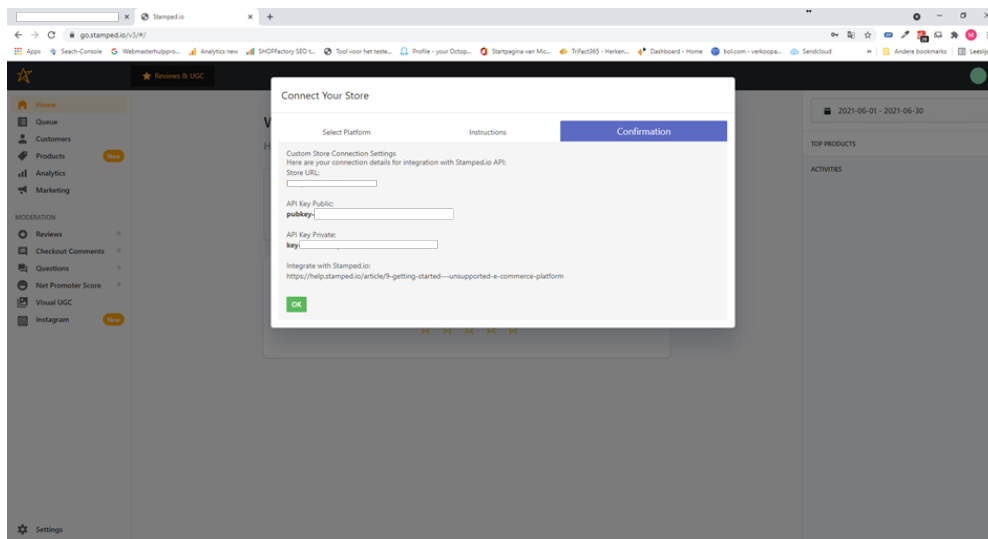 Stamped.io
go.stamped.io/v3/#/
Apps
Seach-Console
Webmasterhulppro...
Analytics new
SHOPFactory SEO t...
Tool voor het teste...
Profile - your Octop...
Startpagina van Mic...
TriFact365 - Herken...
Dashboard - Home
bol.com - verkoopa...
Sendcloud
Andere bookmarks
Leeslij
Reviews & UGC
Home
Queue
Customers
Products New
Analytics
Marketing
MODERATION
Reviews
Checkout Comments
Questions
Net Promoter Score
Visual UGC
Instagram New
Settings
Connect Your Store
Select Platform
Instructions
Confirmation
Custom Store Connection Settings
Here are your connection details for integration with Stamped.io API:
Store URL:
API Key Public:
pubkey-
API Key Private:
key
Integrate with Stamped.io:
https://help.stamped.io/article/9-getting-started---unsupported-e-commerce-platform
OK
2021-06-01 - 2021-06-30
TOP PRODUCTS
ACTIVITIES